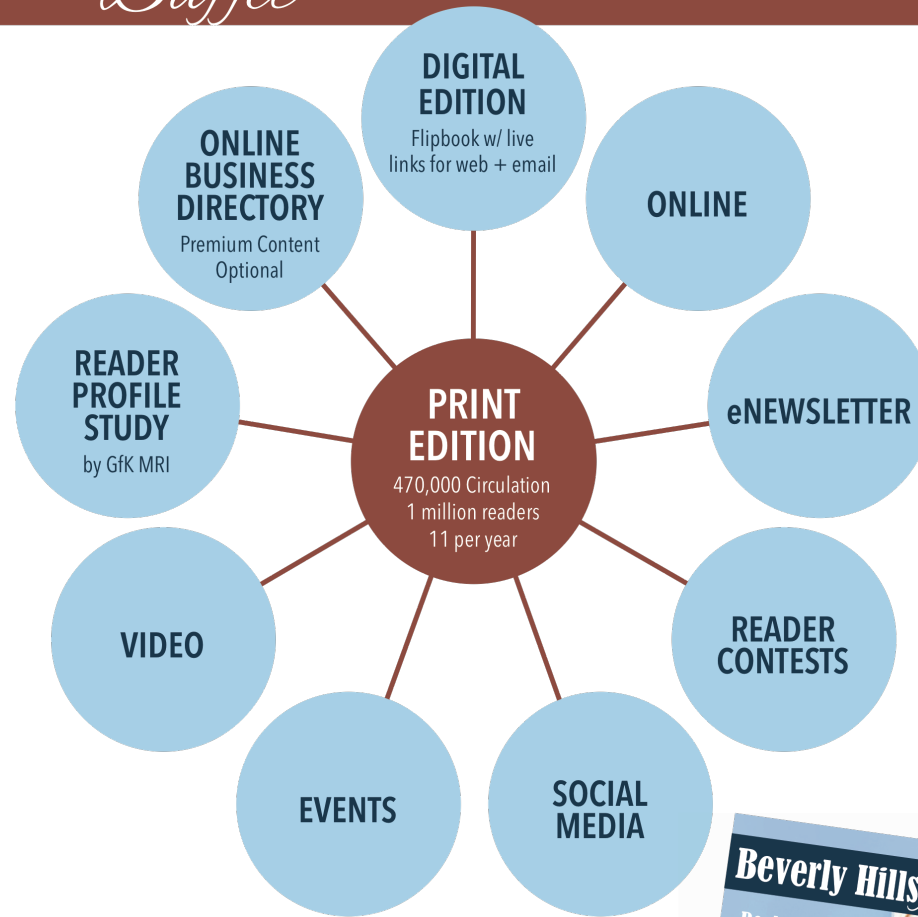 Buffet
DIGITAL
EDITION
Flipbook w/ live
links for web + email
ONLINE
BUSINESS
DIRECTORY
Premium Content
Optional
ONLINE
READER
PROFILE
STUDY
by GfK MRI
PRINT
EDITION
470,000 Circulation
1 million readers
11 per year
eNEWSLETTER
VIDEO
READER
CONTESTS
EVENTS
SOCIAL
MEDIA
Beverly Hills